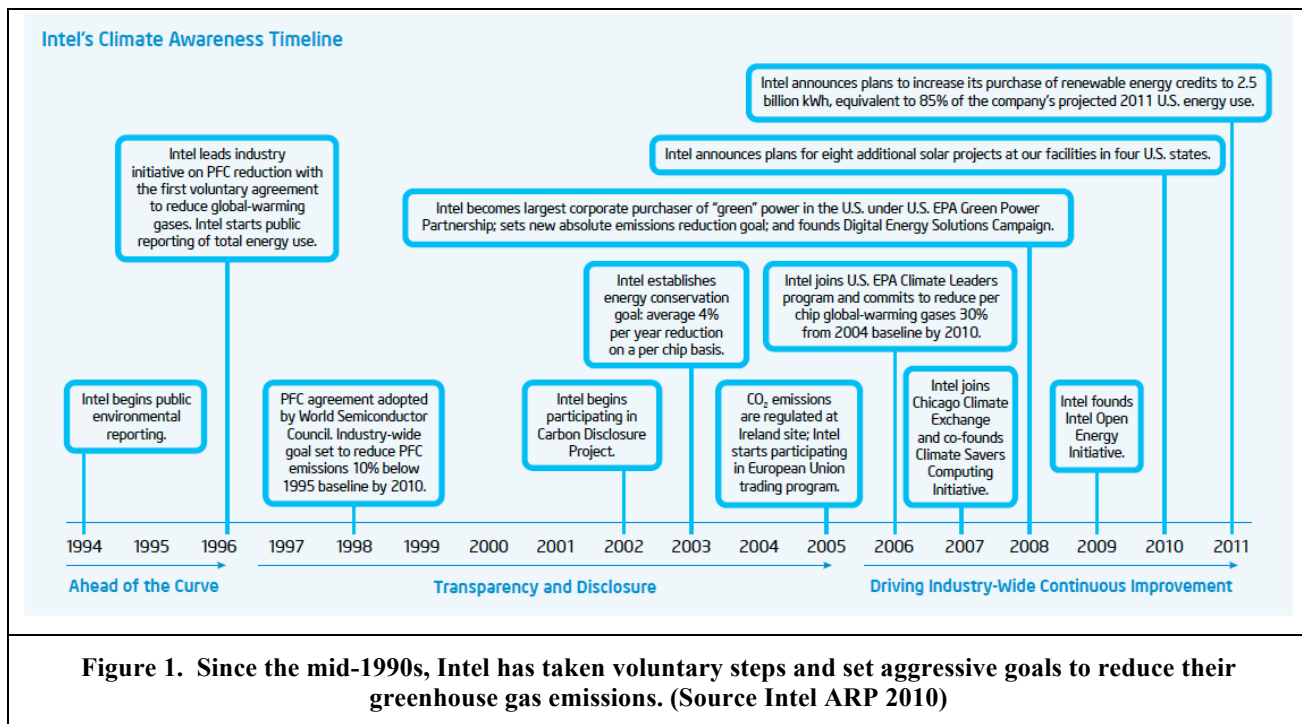 Intel's Climate Awareness Timeline
Intel announces plans to increase its purchase of renewable energy credits to 2.5
billion kWh, equivalent to 85% of the company's projected 2011 U.S. energy use.
Intel leads industry
initiative on PFC reduction with
the first voluntary agreement
to reduce global-warming
gases. Intel starts public
reporting of total energy use.
Intel announces plans for eight additional solar projects at our facilities in four U.S. states.
Intel becomes largest corporate purchaser of "green" power in the U.S. under U.S. EPA Green Power
Partnership; sets new absolute emissions reduction goal; and founds Digital Energy Solutions Campaign.
Intel establishes
energy conservation
goal: average 4%
per year reduction
on a per chip basis.
Intel joins U.S. EPA Climate Leaders
program and commits to reduce per
chip global-warming gases 30%
from 2004 baseline by 2010.
Intel begins public
environmental
reporting.
PFC agreement adopted
by World Semiconductor
Council. Industry-wide
goal set to reduce PFC
emissions 10% below
1995 baseline by 2010.
Intel begins
participating in
Carbon Disclosure
Project.
CO₂ emissions
are regulated at
Ireland site; Intel
starts participating
in European Union
trading program.
Intel joins
Chicago Climate
Exchange
and co-founds
Climate Savers
Computing
Initiative.
Intel founds
Intel Open
Energy
Initiative.
1994 1995 1996 1997 1998 1999 2000 2001 2002 2003 2004 2005 2006 2007 2008 2009 2010 2011
Ahead of the Curve Transparency and Disclosure Driving Industry-Wide Continuous Improvement
Figure 1. Since the mid-1990s, Intel has taken voluntary steps and set aggressive goals to reduce their
greenhouse gas emissions. (Source Intel ARP 2010)